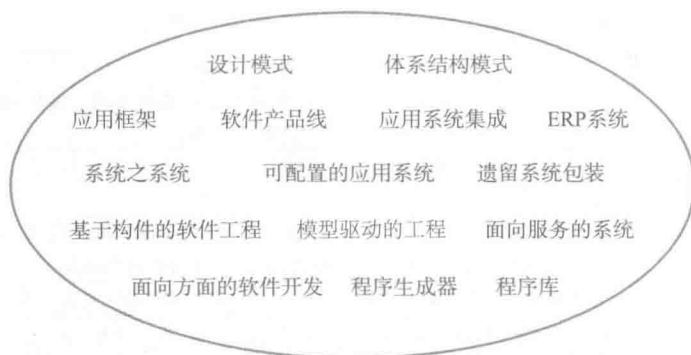 设计模式 体系结构模式
应用框架 软件产品线 应用系统集成 ERP系统
系统之系统 可配置的应用系统 遗留系统包装
基于构件的软件工程 模型驱动的工程 面向服务的系统
面向方面的软件开发 程序生成器 程序库